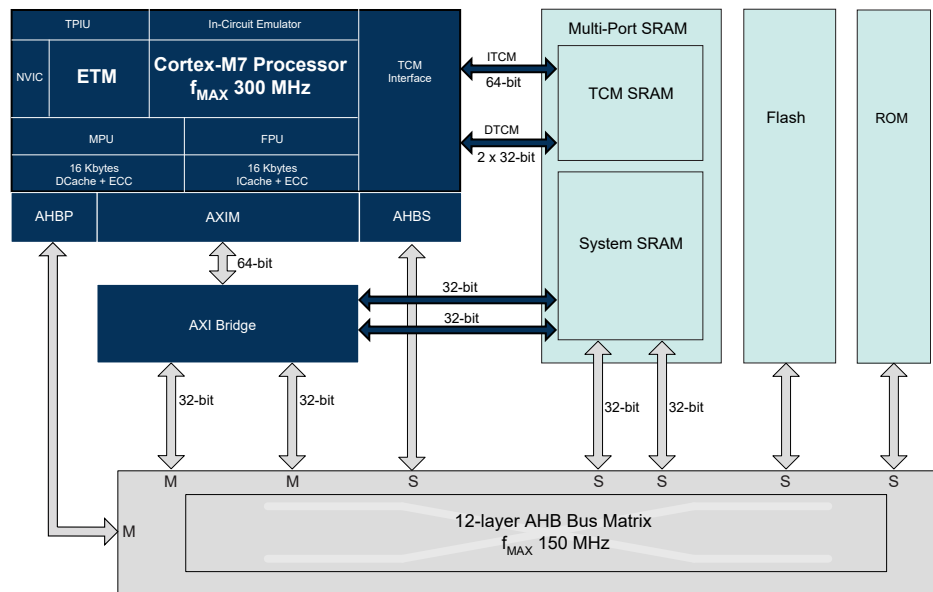 TPIU
In-Circuit Emulator
NVIC
ETM
Cortex-M7 Processor
fMAX 300 MHz
TCM
Interface
MPU
FPU
16 Kbytes
DCache + ECC
16 Kbytes
ICache + ECC
AHBP
AXIM
AHBS
ITCM
64-bit
DTCM
2 x 32-bit
Multi-Port SRAM
TCM SRAM
System SRAM
Flash
ROM
64-bit
AXI Bridge
32-bit
32-bit
32-bit
32-bit
32-bit
32-bit
M
M
S
S
S
S
S
M
12-layer AHB Bus Matrix
fMAX 150 MHz